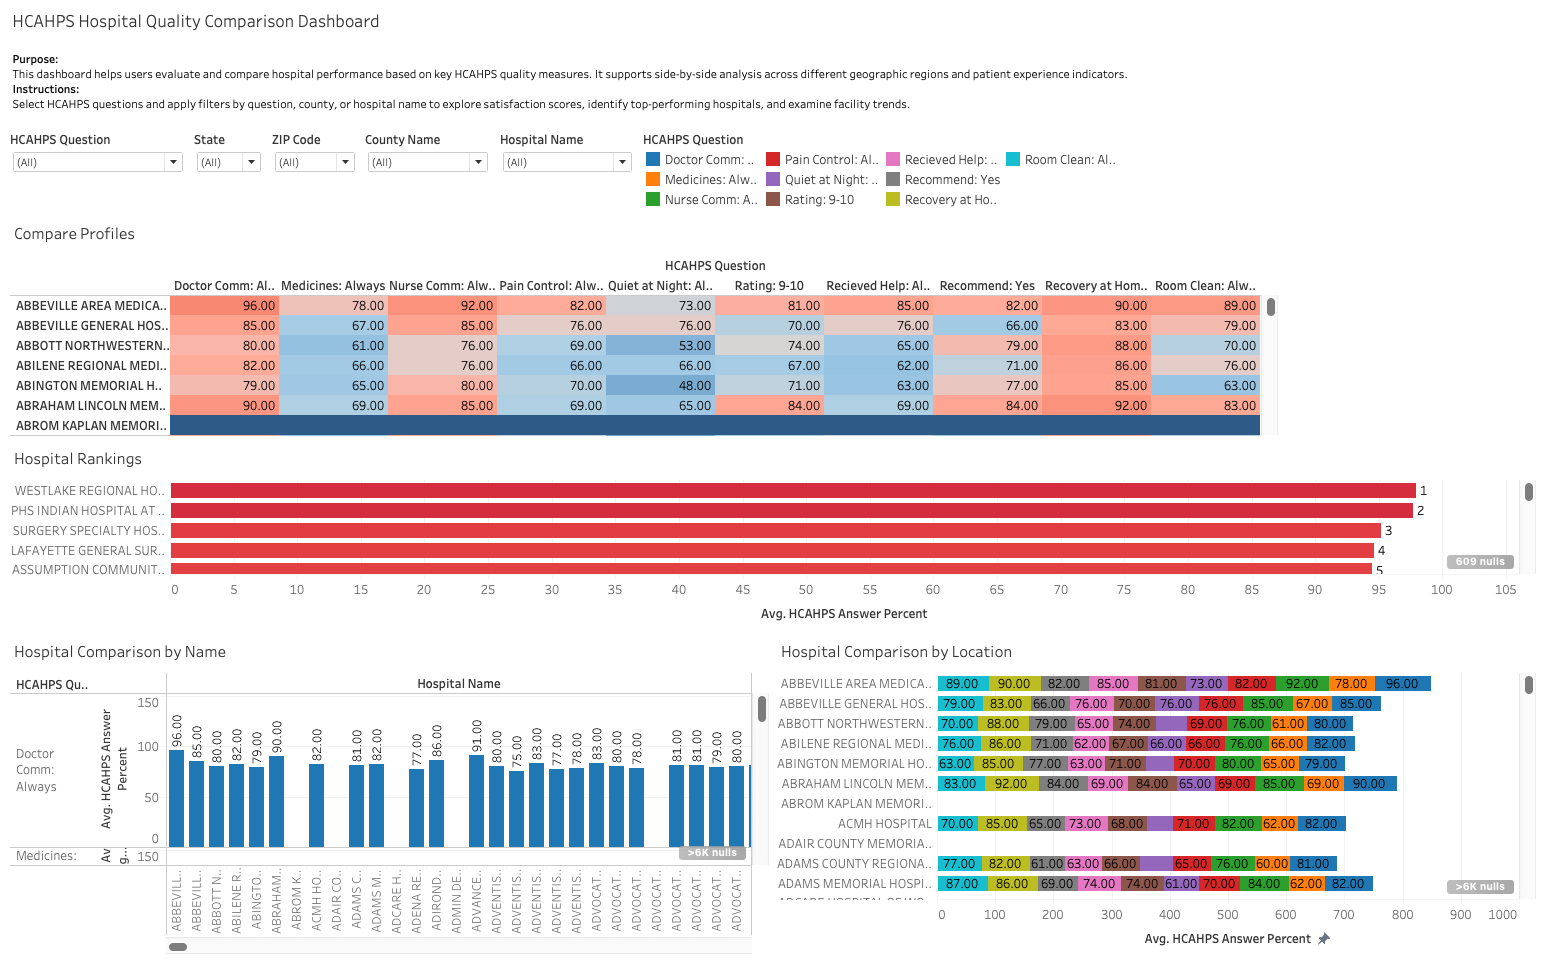 HCAHPS Hospital Quality Comparison Dashboard
Purpose:
This dashboard helps users evaluate and compare hospital performance based on key HCAHPS quality measures. It supports side-by-side analysis across different geographic regions and patient experience indicators.
Instructions:
Select HCAHPS questions and apply filters by question, county, or hospital name to explore satisfaction scores, identify top-performing hospitals, and examine facility trends.
HCAHPS Question State ZIP Code County Name Hospital Name HCAHPS Question
(All) (All) (All) (All) (All)
Doctor Comm: .. Pain Control: Al.. Recieved Help: .. Room Clean: Al..
Medicines: Alw.. Quiet at Night: .. Recommend: Yes
Nurse Comm: A.. Rating: 9-10 Recovery at Ho..
Compare Profiles
HCAHPS Question
Doctor Comm: Al.. Medicines: Always Nurse Comm: Alw.. Pain Control: Alw.. Quiet at Night: Al.. Rating: 9-10 Recieved Help: Al.. Recommend: Yes Recovery at Hom.. Room Clean: Alw..
ABBEVILLE AREA MEDICA.. 96.00 78.00 92.00 82.00 73.00 81.00 85.00 82.00 90.00 89.00
ABBEVILLE GENERAL HOS.. 85.00 67.00 85.00 76.00 76.00 70.00 76.00 66.00 83.00 79.00
ABBOTT NORTHWESTERN.. 80.00 61.00 76.00 69.00 53.00 74.00 65.00 79.00 88.00 70.00
ABILENE REGIONAL MEDI.. 82.00 66.00 76.00 66.00 66.00 67.00 62.00 71.00 86.00 76.00
ABINGTON MEMORIAL H.. 79.00 65.00 80.00 70.00 48.00 71.00 63.00 77.00 85.00 63.00
ABRAHAM LINCOLN MEM.. 90.00 69.00 85.00 69.00 65.00 84.00 69.00 84.00 92.00 83.00
ABROM KAPLAN MEMORI..
Hospital Rankings
WESTLAKE REGIONAL HO.. 1
PHS INDIAN HOSPITAL AT .. 2
SURGERY SPECIALTY HOS.. 3
LAFAYETTE GENERAL SUR.. 4
ASSUMPTION COMMUNIT.. 5
609 nulls
0 5 10 15 20 25 30 35 40 45 50 55 60 65 70 75 80 85 90 95 100 105
Avg. HCAHPS Answer Percent
Hospital Comparison by Name
HCAHPS Qu.. Hospital Name
Doctor
Comm:
Always
Avg. HCAHPS Answer
Percent
150
100
50
0
96.00 85.00 80.00 82.00 79.00 90.00 82.00 81.00 82.00 77.00 86.00 91.00 80.00 75.00 83.00 77.00 78.00 83.00 80.00 78.00 81.00 81.00 79.00 80.00
>6K nulls
Medicines: Av g... 150
ABBEVILL.. ABBEVILL.. ABBOTT N.. ABILENE R.. ABINGTO.. ABRAHAM.. ABROM K.. ACMH HO.. ADAIR CO.. ADAMS C.. ADAMS M.. ADCARE H.. ADENA RE.. ADIROND.. ADMIN DE.. ADVANCE.. ADVENTIS.. ADVENTIS.. ADVENTIS.. ADVENTIS.. ADVENTIS.. ADVOCAT.. ADVOCAT.. ADVOCAT.. ADVOCAT.. ADVOCAT.. ADVOCAT.. ADVOCAT.. ADVOCAT..
Hospital Comparison by Location
ABBEVILLE AREA MEDICA.. 89.00 90.00 82.00 85.00 81.00 73.00 82.00 92.00 78.00 96.00
ABBEVILLE GENERAL HOS.. 79.00 83.00 66.00 76.00 70.00 76.00 76.00 85.00 67.00 85.00
ABBOTT NORTHWESTERN.. 70.00 88.00 79.00 65.00 74.00 69.00 76.00 61.00 80.00
ABILENE REGIONAL MEDI.. 76.00 86.00 71.00 62.00 67.00 66.00 66.00 76.00 66.00 82.00
ABINGTON MEMORIAL HO.. 63.00 85.00 77.00 63.00 71.00 70.00 80.00 65.00 79.00
ABRAHAM LINCOLN MEM.. 83.00 92.00 84.00 69.00 84.00 65.00 69.00 85.00 69.00 90.00
ABROM KAPLAN MEMORI..
ACMH HOSPITAL 70.00 85.00 65.00 73.00 68.00 71.00 82.00 62.00 82.00
ADAIR COUNTY MEMORIA..
ADAMS COUNTY REGIONA.. 77.00 82.00 61.00 63.00 66.00 65.00 76.00 60.00 81.00
ADAMS MEMORIAL HOSPI.. 87.00 86.00 69.00 74.00 74.00 61.00 70.00 84.00 62.00 82.00
>6K nulls
0 100 200 300 400 500 600 700 800 900 1000
Avg. HCAHPS Answer Percent